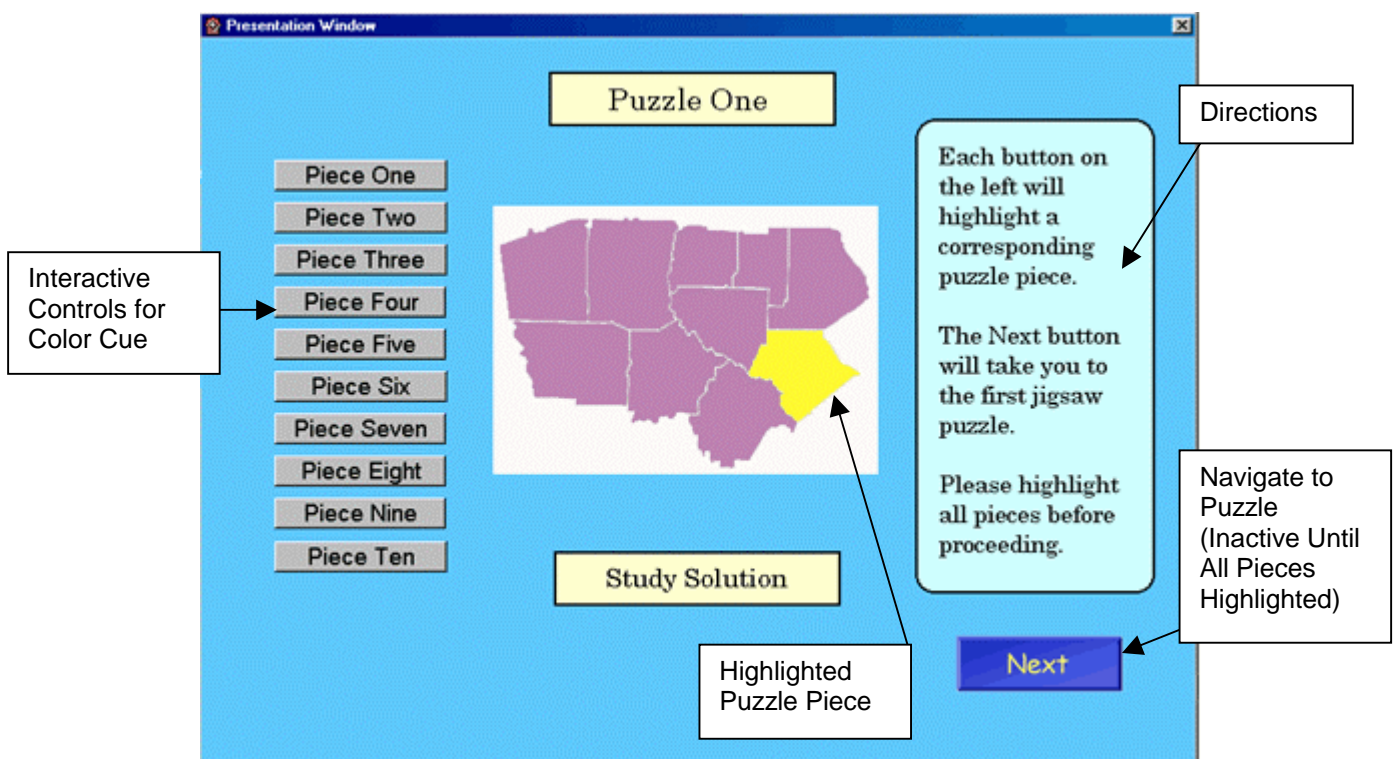 Presentation Window
Puzzle One
Directions
Piece One
Piece Two
Piece Three
Piece Four
Piece Five
Piece Six
Piece Seven
Piece Eight
Piece Nine
Piece Ten
Interactive
Controls for
Color Cue
Each button on
the left will
highlight a
corresponding
puzzle piece.
The Next button
will take you to
the first jigsaw
puzzle.
Please highlight
all pieces before
proceeding.
Study Solution
Navigate to
Puzzle
(Inactive Until
All Pieces
Highlighted)
Highlighted
Puzzle Piece
Next